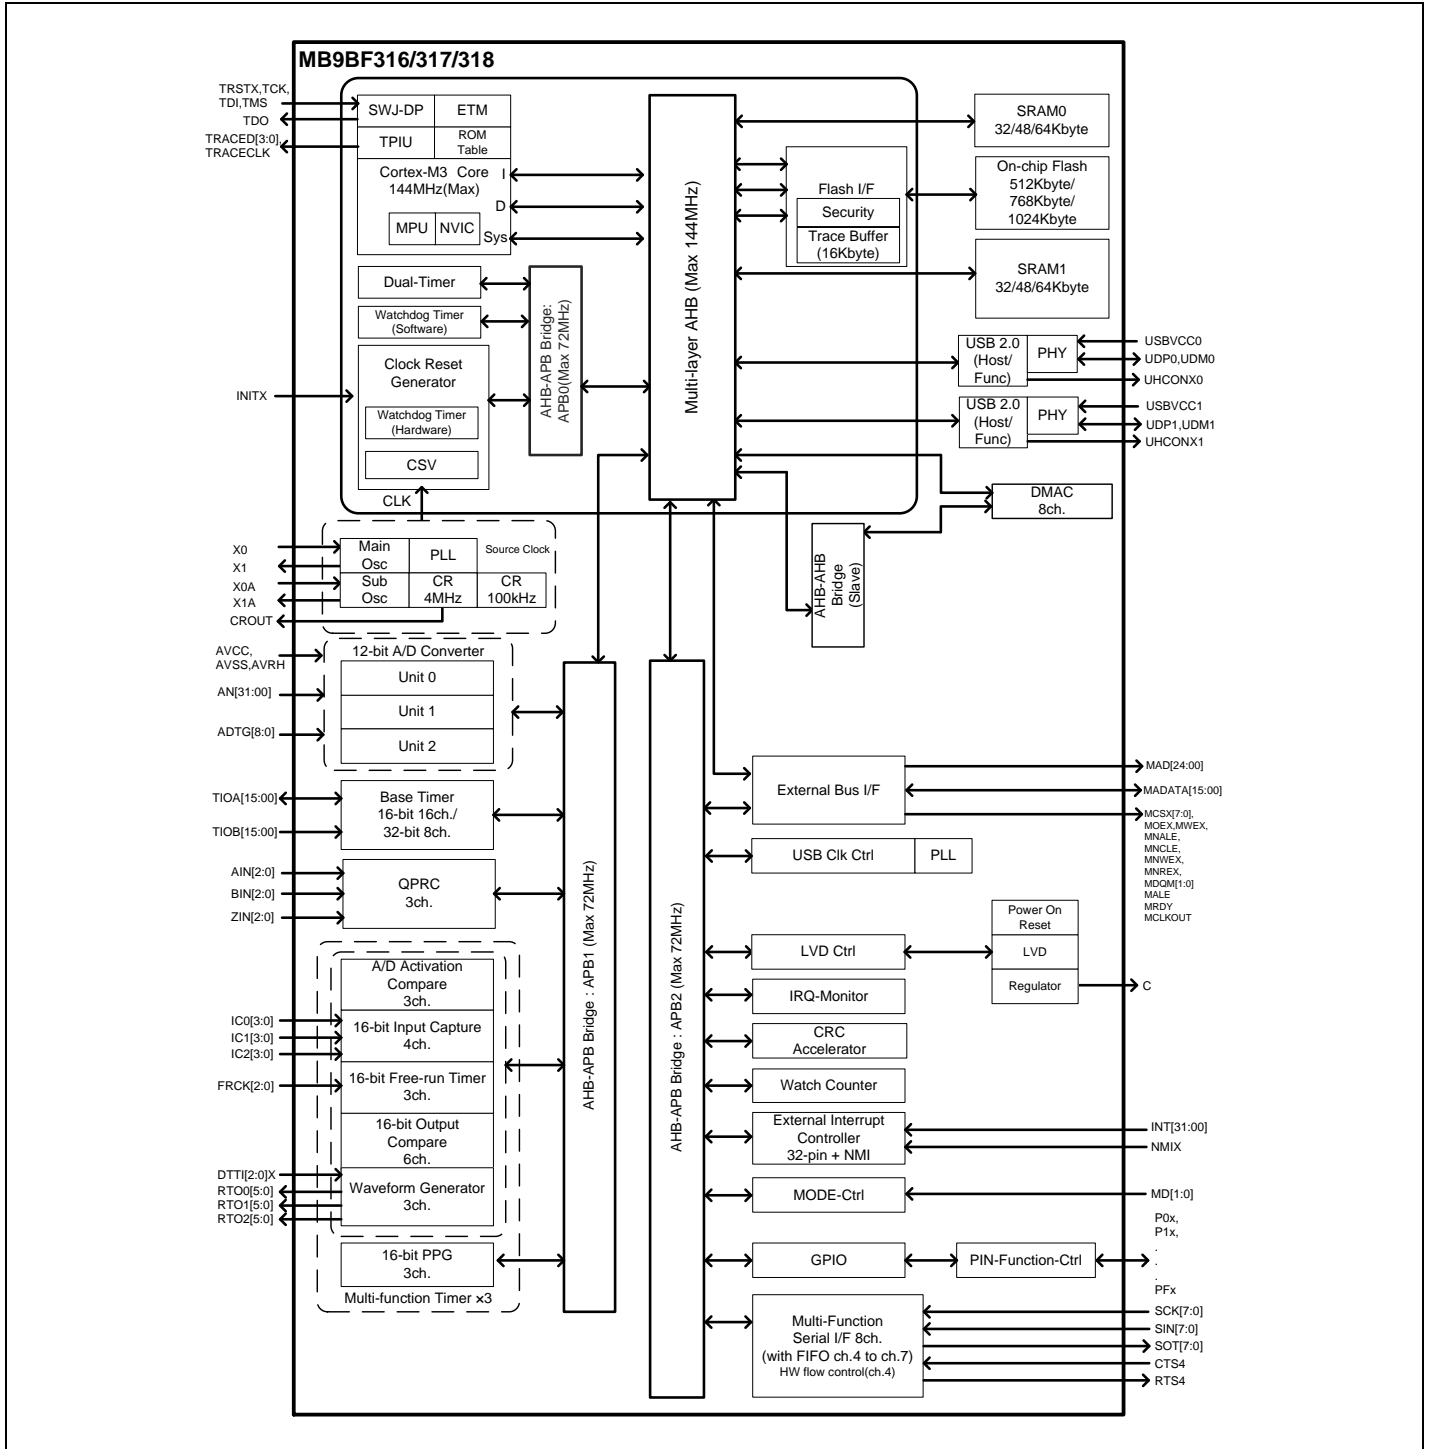 MB9BF316/317/318
TRSTX,TCK,
TDI,TMS
TDO
TRACED[3:0],
TRACECLK
SWJ-DP
ETM
TPIU
ROM
Table
Cortex-M3 Core
144MHz(Max)
I
D
Sys
MPU
NVIC
Dual-Timer
Watchdog Timer
(Software)
Clock Reset
Generator
Watchdog Timer
(Hardware)
CSV
CLK
INITX
AHB-APB Bridge:
APB0(Max 72MHz)
Multi-layer AHB (Max 144MHz)
Flash I/F
Security
Trace Buffer
(16Kbyte)
SRAM0
32/48/64Kbyte
On-chip Flash
512Kbyte/
768Kbyte/
1024Kbyte
SRAM1
32/48/64Kbyte
USB 2.0
(Host/
Func)
PHY
USBVCC0
UDP0,UDM0
UHCONX0
USB 2.0
(Host/
Func)
PHY
USBVCC1
UDP1,UDM1
UHCONX1
DMAC
8ch.
AHB-AHB
Bridge
(Slave)
X0
X1
X0A
X1A
CROUT
Main
Osc
PLL
Source Clock
Sub
Osc
CR
4MHz
CR
100kHz
AVCC,
AVSS,AVRH
AN[31:00]
ADTG[8:0]
12-bit A/D Converter
Unit 0
Unit 1
Unit 2
TIOA[15:00]
TIOB[15:00]
Base Timer
16-bit 16ch./
32-bit 8ch.
AIN[2:0]
BIN[2:0]
ZIN[2:0]
QPRC
3ch.
A/D Activation
Compare
3ch.
IC0[3:0]
IC1[3:0]
IC2[3:0]
16-bit Input Capture
4ch.
FRCK[2:0]
16-bit Free-run Timer
3ch.
16-bit Output
Compare
6ch.
DTTI[2:0]X
RTO0[5:0]
RTO1[5:0]
RTO2[5:0]
Waveform Generator
3ch.
16-bit PPG
3ch.
Multi-function Timer ×3
AHB-APB Bridge : APB1 (Max 72MHz)
AHB-APB Bridge : APB2 (Max 72MHz)
External Bus I/F
MAD[24:00]
MADATA[15:00]
MCSX[7:0],
MOEX,MWEX,
MNALE,
MNCLE,
MNWEX,
MNREX,
MDQM[1:0]
MALE
MRDY
MCLKOUT
USB Clk Ctrl
PLL
Power On
Reset
LVD
Regulator
C
LVD Ctrl
IRQ-Monitor
CRC
Accelerator
Watch Counter
External Interrupt
Controller
32-pin + NMI
INT[31:00]
NMIX
MODE-Ctrl
MD[1:0]
GPIO
PIN-Function-Ctrl
P0x,
P1x,
.
.
.
PFx
Multi-Function
Serial I/F 8ch.
(with FIFO ch.4 to ch.7)
HW flow control(ch.4)
SCK[7:0]
SIN[7:0]
SOT[7:0]
CTS4
RTS4